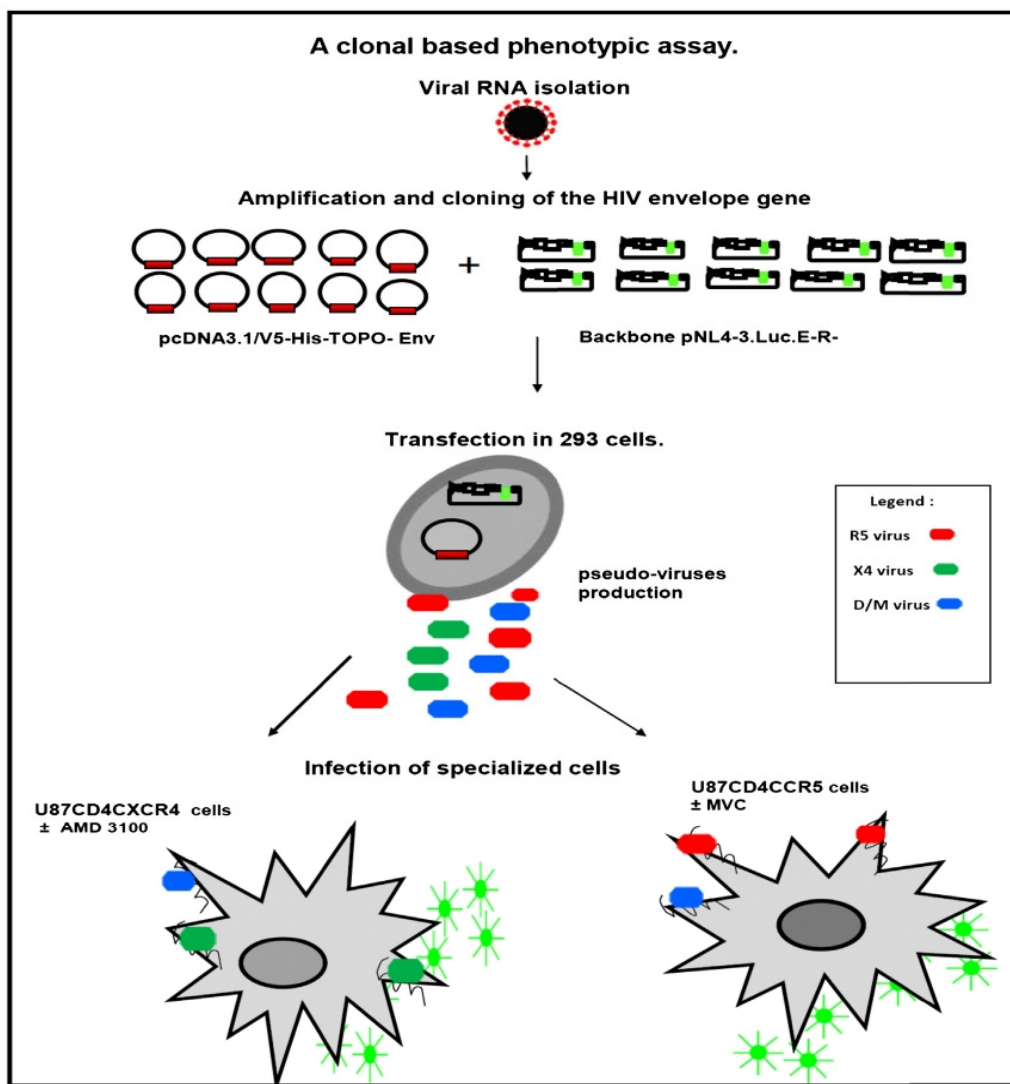 A clonal based phenotypic assay.
Viral RNA isolation
Amplification and cloning of the HIV envelope gene
+
pcDNA3.1/V5-His-TOPO- Env
Backbone pNL4-3.Luc.E-R-
Transfection in 293 cells.
pseudo-viruses
production
Legend :
R5 virus
X4 virus
D/M virus
Infection of specialized cells
U87CD4CXCR4 cells
± AMD 3100
U87CD4CCR5 cells
± MVC